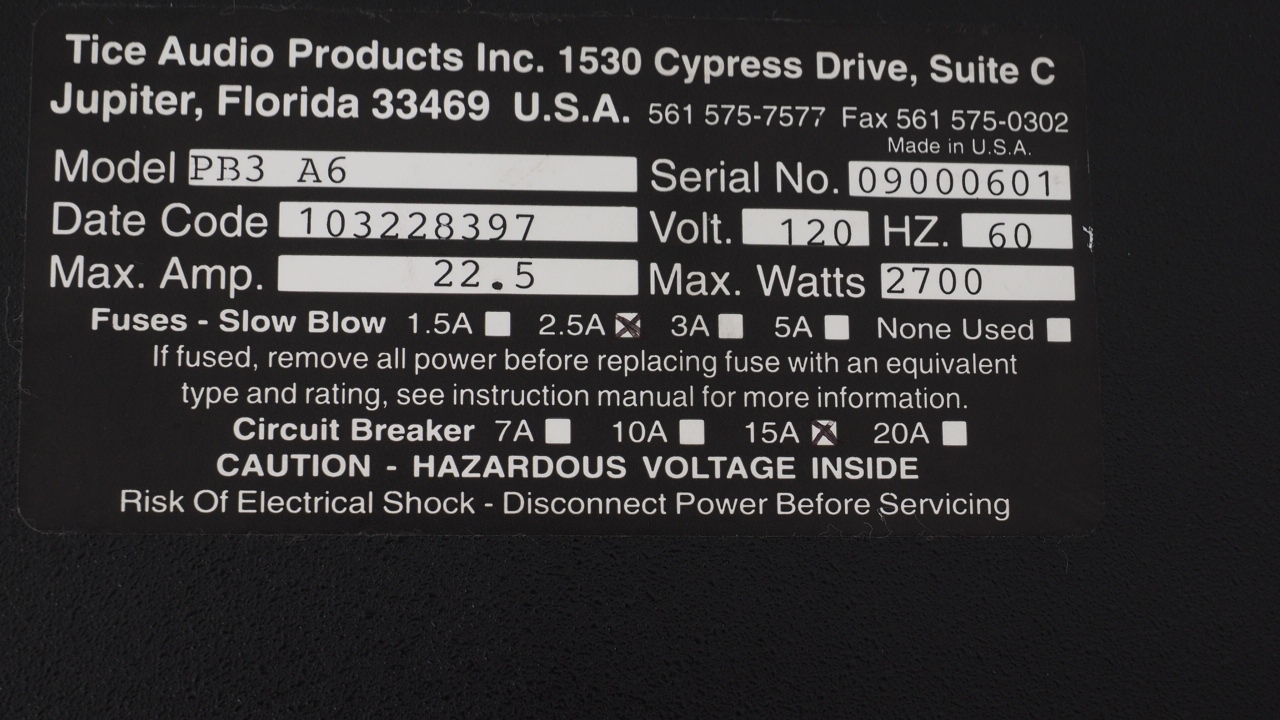 Tice Audio Products Inc. 1530 Cypress Drive, Suite C
Jupiter, Florida 33469 U.S.A. 561 575-7577 Fax 561 575-0302
Made in U.S.A.
Model PB3 A6 Serial No. 09000601
Date Code 103228397 Volt. 120 HZ. 60
Max. Amp. 22.5 Max. Watts 2700
Fuses - Slow Blow 1.5A 2.5A 3A 5A None Used
If fused, remove all power before replacing fuse with an equivalent
type and rating, see instruction manual for more information.
Circuit Breaker 7A 10A 15A 20A
CAUTION - HAZARDOUS VOLTAGE INSIDE
Risk Of Electrical Shock - Disconnect Power Before Servicing